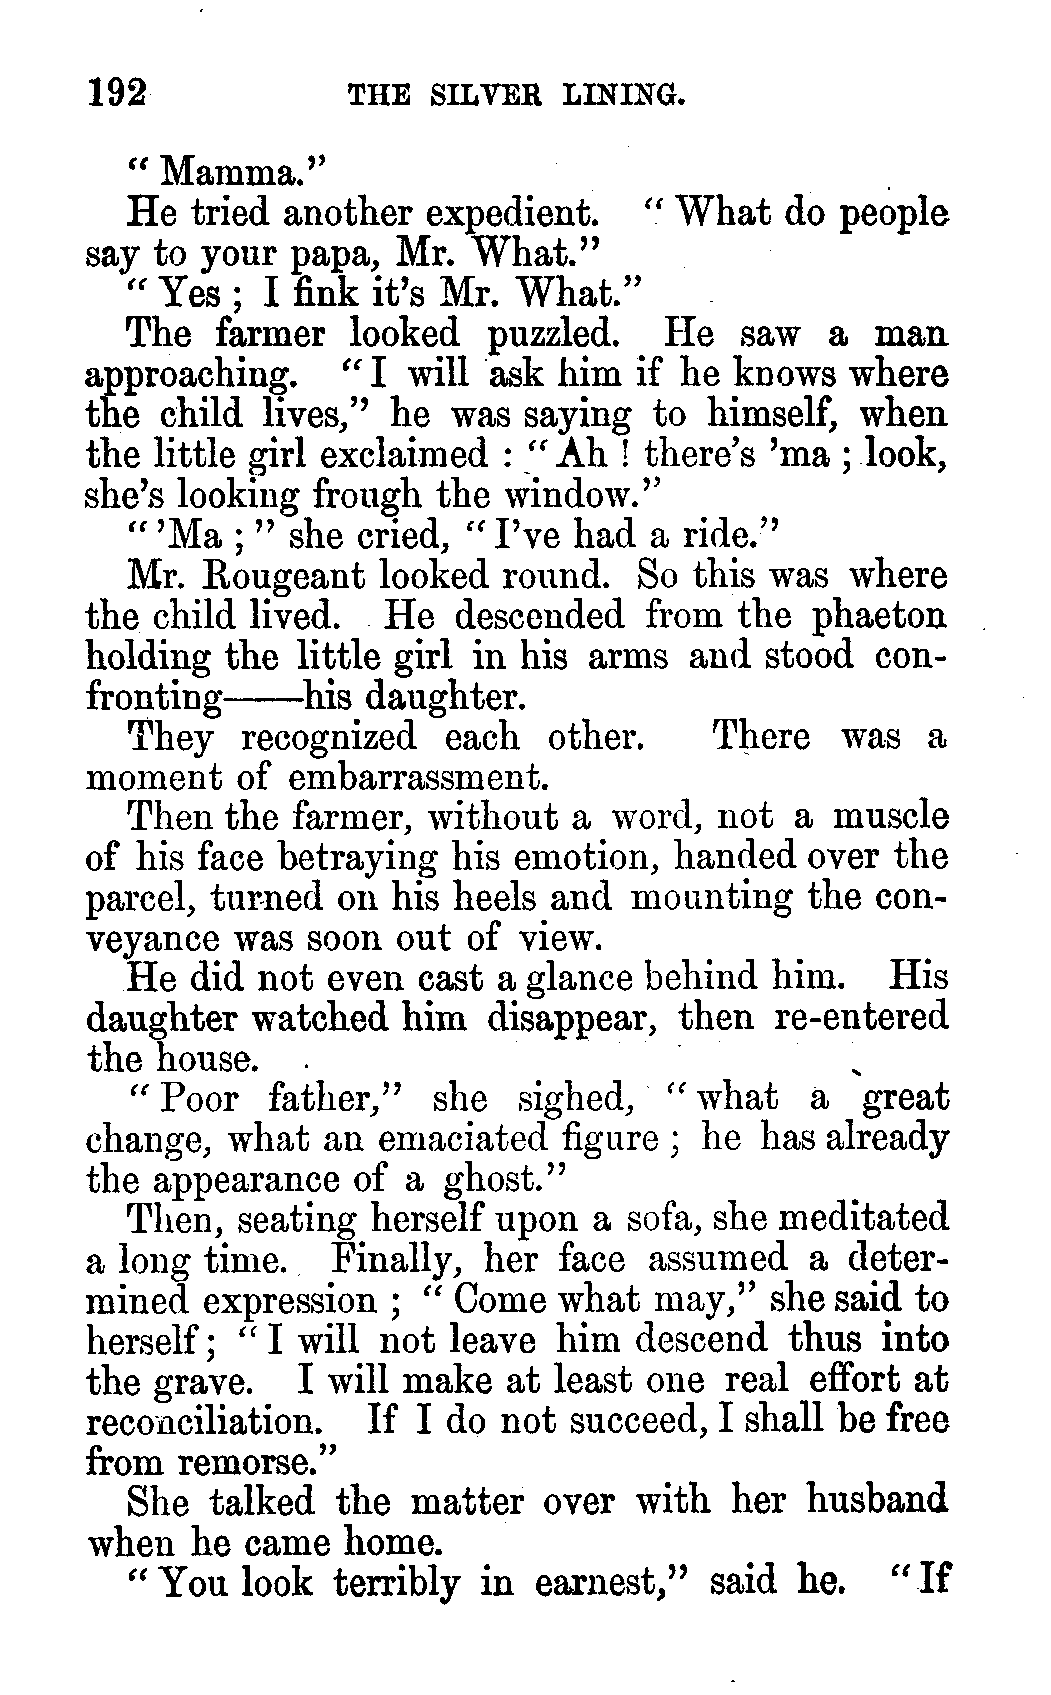 192 THE SILVER LINING.
“ Mamma.”
He tried another expedient. “ What do people
say to your papa, Mr. What.”
“ Yes ; I fink it’s Mr. What.”
The farmer looked puzzled. He saw a man
approaching. “ I will ask him if he knows where
the child lives,” he was saying to himself, when
the little girl exclaimed : “ Ah ! there’s ’ma ; look,
she’s looking frough the window.”
“ ’Ma ; ” she cried, “ I’ve had a ride.”
Mr. Rougeant looked round. So this was where
the child lived. He descended from the phaeton
holding the little girl in his arms and stood con-
fronting——his daughter.
They recognized each other. There was a
moment of embarrassment.
Then the farmer, without a word, not a muscle
of his face betraying his emotion, handed over the
parcel, turned on his heels and mounting the con-
veyance was soon out of view.
He did not even cast a glance behind him. His
daughter watched him disappear, then re-entered
the house.
“ Poor father,” she sighed, “ what a great
change, what an emaciated figure ; he has already
the appearance of a ghost.”
Then, seating herself upon a sofa, she meditated
a long time. Finally, her face assumed a deter-
mined expression ; “ Come what may,” she said to
herself ; “ I will not leave him descend thus into
the grave. I will make at least one real effort at
reconciliation. If I do not succeed, I shall be free
from remorse.”
She talked the matter over with her husband
when he came home.
“ You look terribly in earnest,” said he. “ If